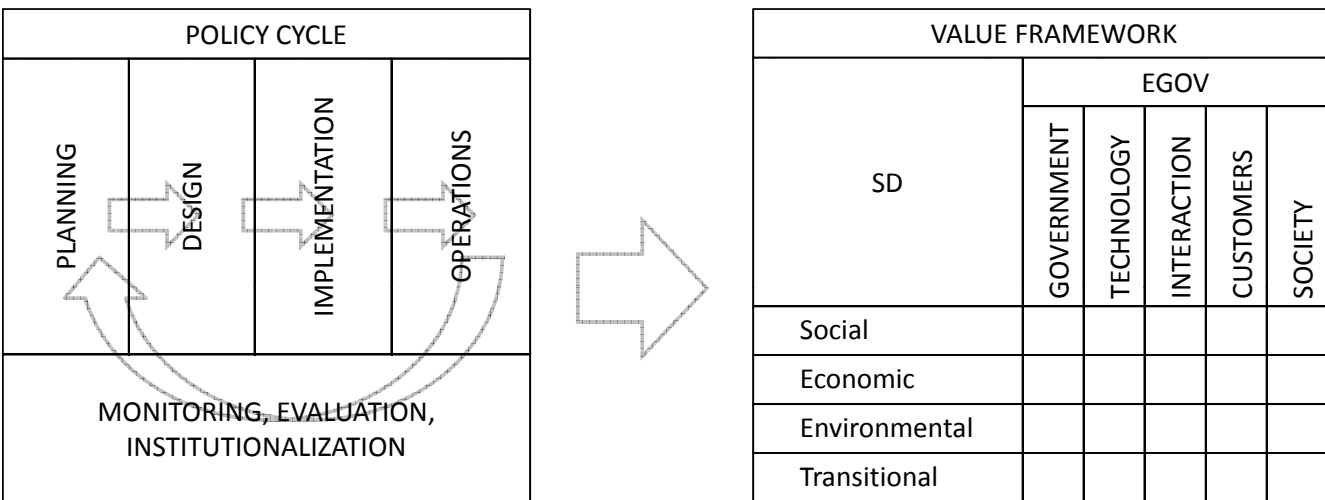 POLICY CYCLE
PLANNING
DESIGN
IMPLEMENTATION
OPERATIONS
MONITORING, EVALUATION,
INSTITUTIONALIZATION
VALUE FRAMEWORK
SD
EGOV
GOVERNMENT
TECHNOLOGY
INTERACTION
CUSTOMERS
SOCIETY
Social
Economic
Environmental
Transitional